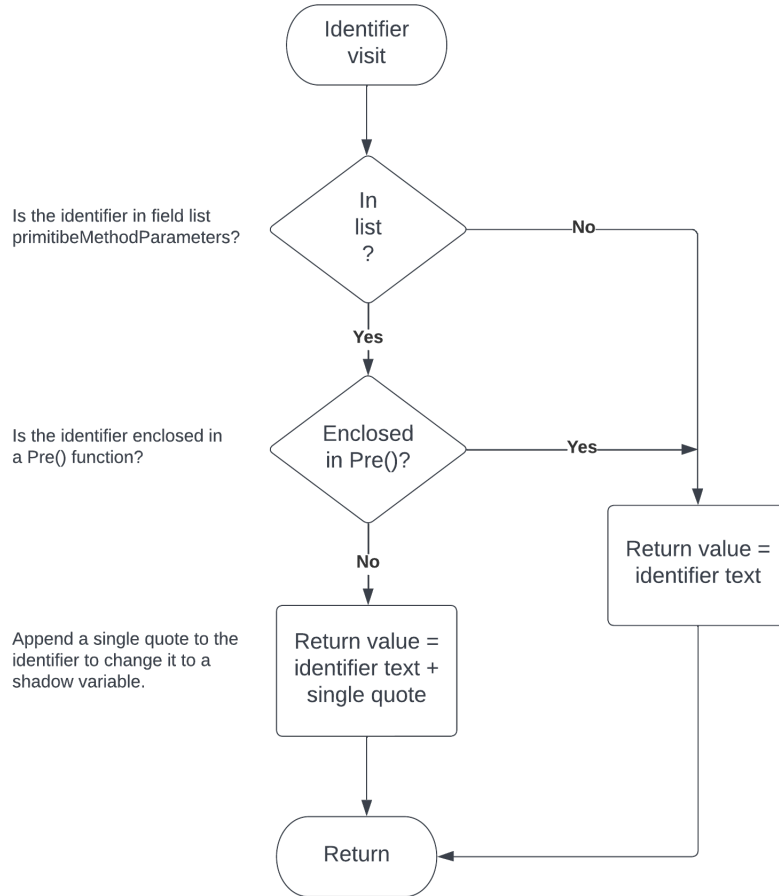 Identifier
visit
Is the identifier in field list
primitibeMethodParameters?
In
list
?
No
Yes
Is the identifier enclosed in
a Pre() function?
Enclosed
in Pre()?
Yes
Return value =
identifier text
No
Append a single quote to the
identifier to change it to a
shadow variable.
Return value =
identifier text +
single quote
Return